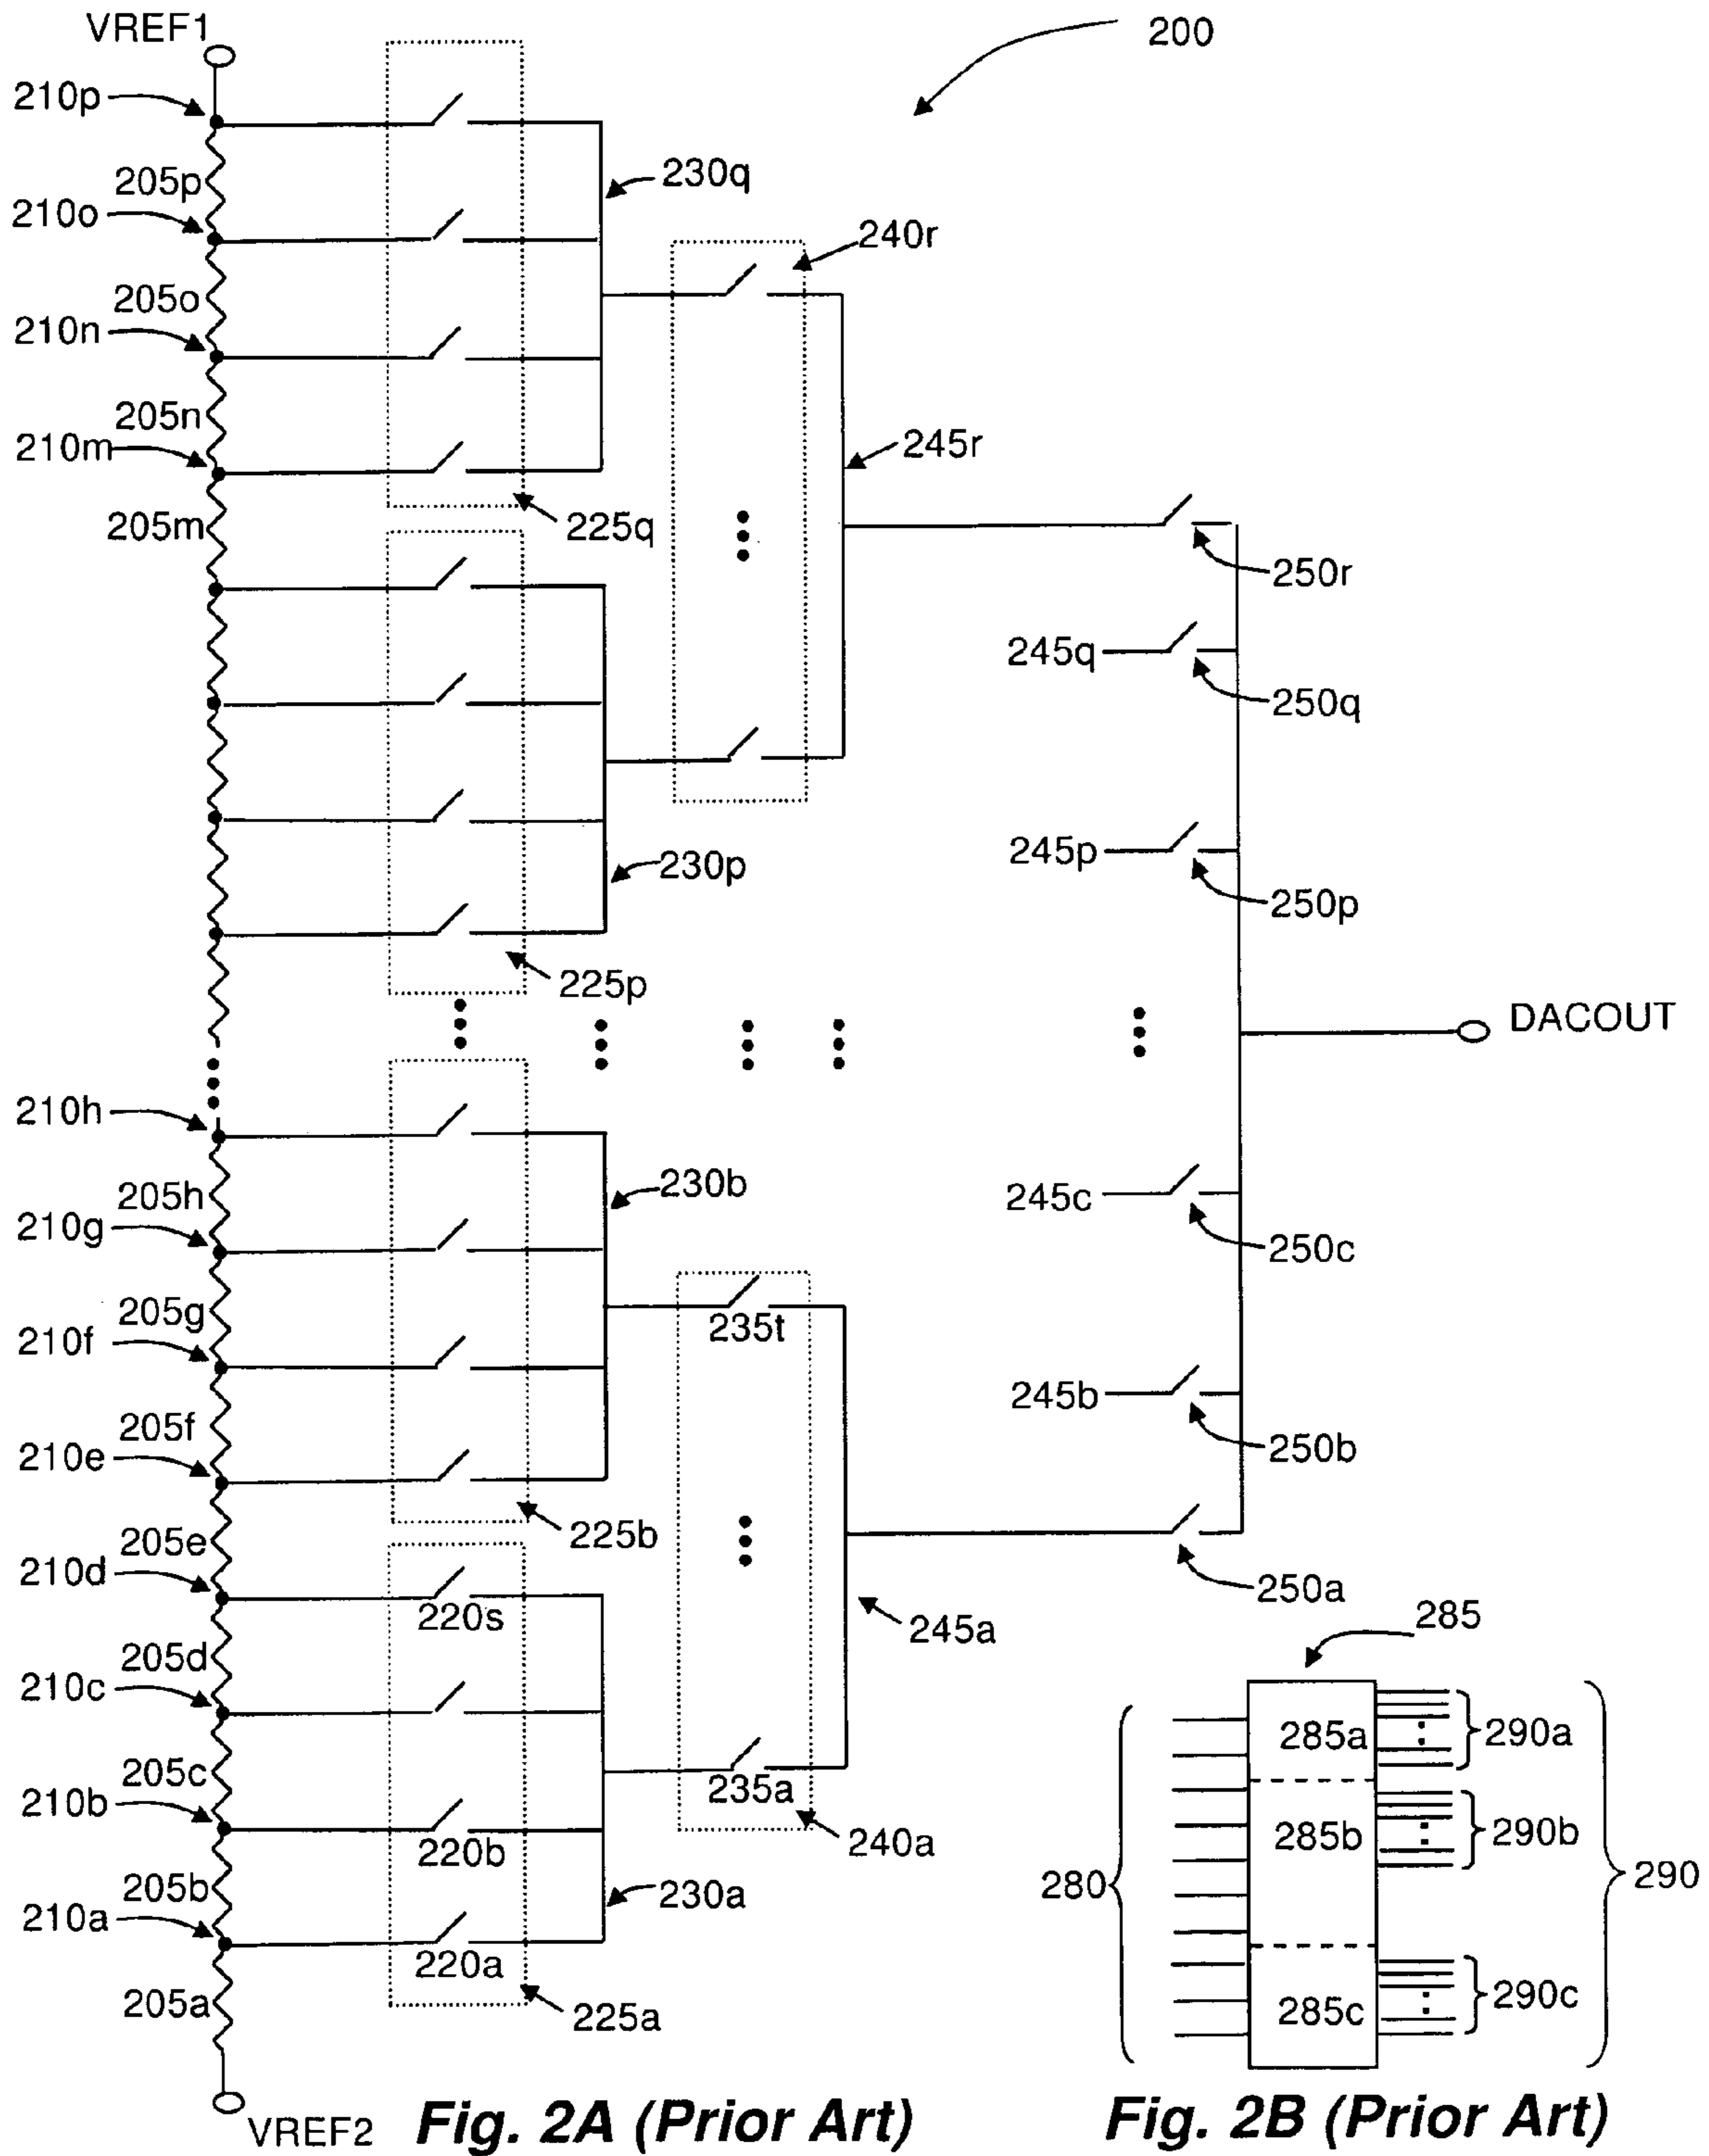 VREF1
200
210p
205p
230q
210o
240r
205o
210n
205n
245r
210m
225q
205m
250r
245q
250q
245p
230p
250p
225p
DACOUT
210h
230b
245c
205h
210g
250c
205g
235t
210f
245b
205f
250b
210e
225b
205e
210d
250a
220s
285
245a
205d
210c
285a
290a
205c
235a
210b
285b
290b
220b
240a
290
280
205b
230a
210a
220a
290c
205a
285c
225a
VREF2
Fig. 2A (Prior Art)
Fig. 2B (Prior Art)